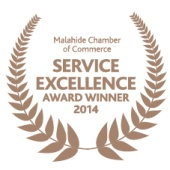 Malahide Chamber
of Commerce
SERVICE
EXCELLENCE
AWARD WINNER
2014